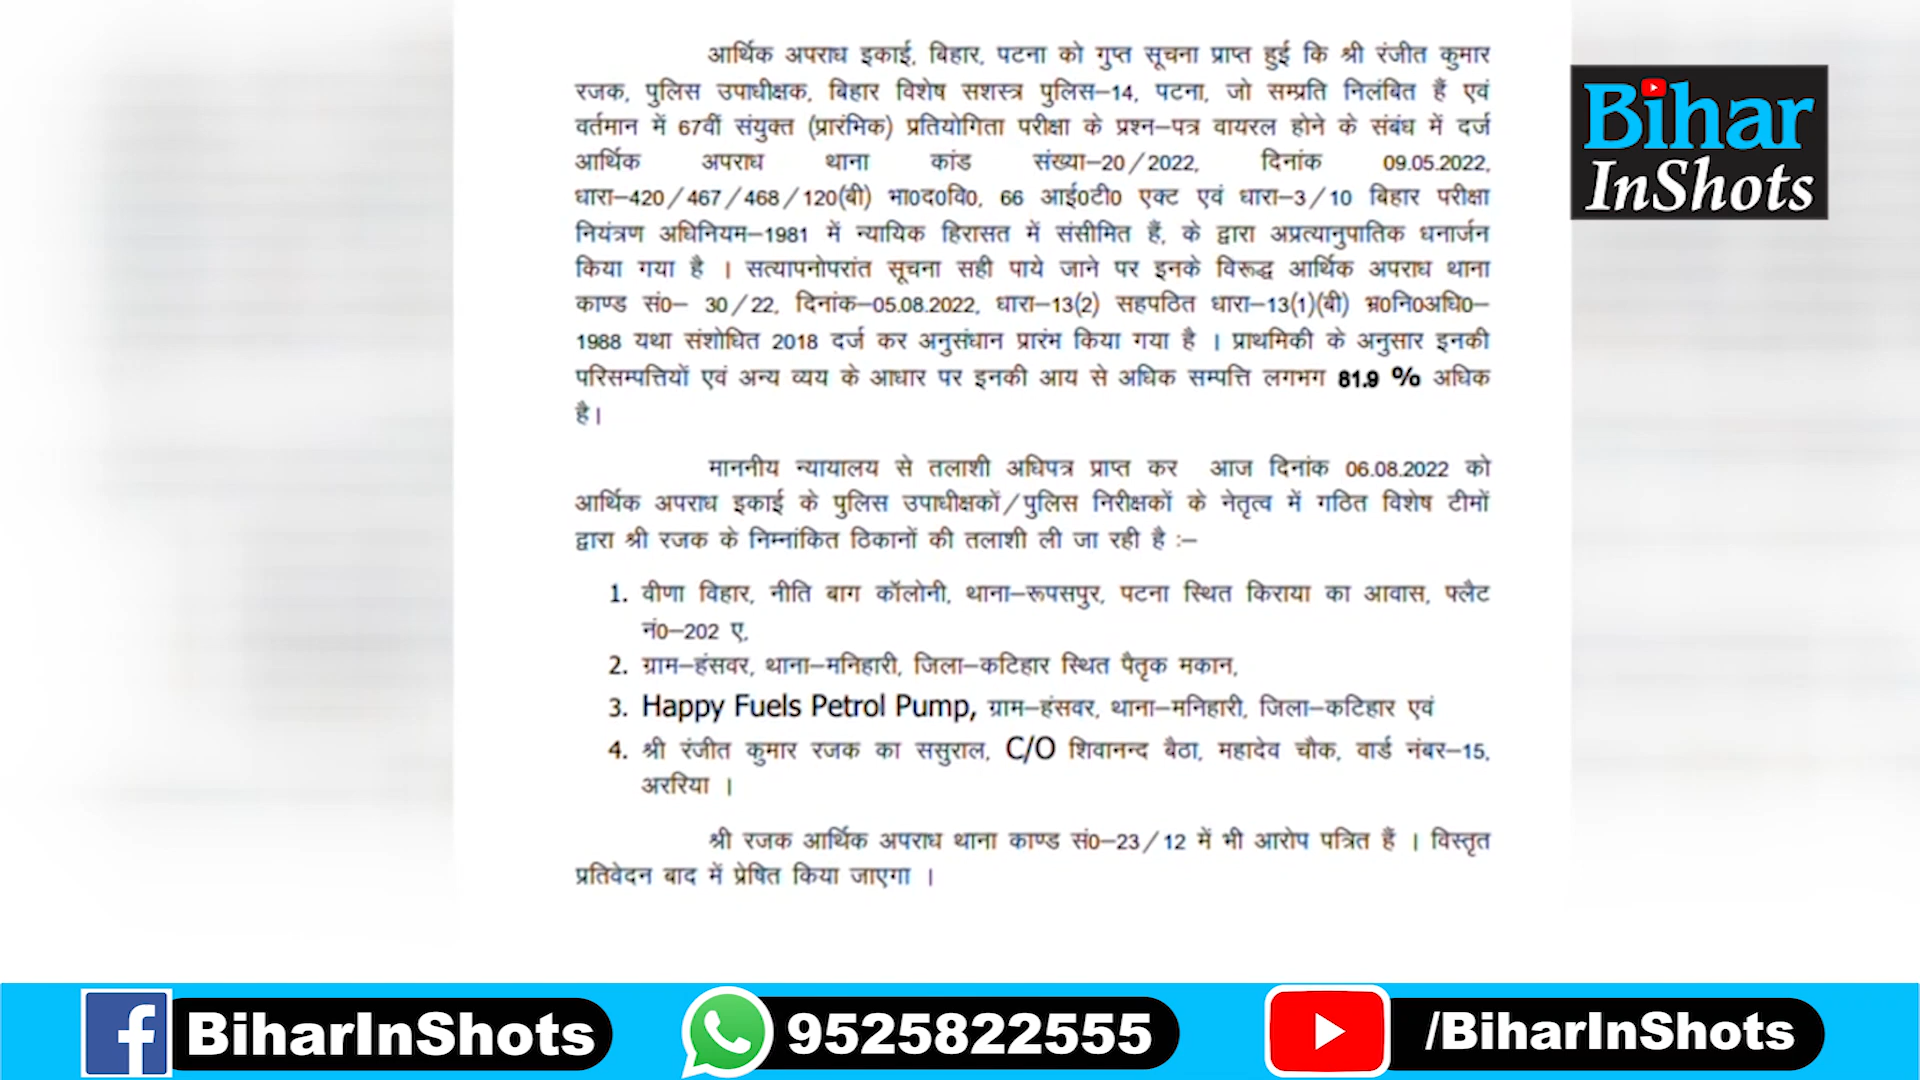 आर्थिक अपराध इकाई, बिहार, पटना को गुप्त सूचना प्राप्त हुई कि श्री रंजीत कुमार
रजक, पुलिस उपाधीक्षक, बिहार विशेष सशस्त्र पुलिस–14, पटना, जो सम्प्रति निलंबित हैं एवं
वर्तमान में 67वीं संयुक्त (प्रारंभिक) प्रतियोगिता परीक्षा के प्रश्न–पत्र वायरल होने के संबंध में दर्ज
आर्थिक अपराध थाना कांड संख्या–20/2022, दिनांक 09.05.2022,
धारा–420/467/468/120(बी) भा0द0वि0, 66 आई0टी0 एक्ट एवं धारा–3/10 बिहार परीक्षा
नियंत्रण अधिनियम–1981 में न्यायिक हिरासत में संसीमित हैं, के द्वारा अप्रत्यानुपातिक धनार्जन
किया गया है । सत्यापनोपरांत सूचना सही पाये जाने पर इनके विरूद्ध आर्थिक अपराध थाना
काण्ड सं0– 30/22, दिनांक–05.08.2022, धारा–13(2) सहपठित धारा–13(1)(बी) भ्र0नि0अधि0–
1988 यथा संशोधित 2018 दर्ज कर अनुसंधान प्रारंभ किया गया है । प्राथमिकी के अनुसार इनकी
परिसम्पत्तियों एवं अन्य व्यय के आधार पर इनकी आय से अधिक सम्पत्ति लगभग 81.9 % अधिक
है।
माननीय न्यायालय से तलाशी अधिपत्र प्राप्त कर आज दिनांक 06.08.2022 को
आर्थिक अपराध इकाई के पुलिस उपाधीक्षकों/पुलिस निरीक्षकों के नेतृत्व में गठित विशेष टीमों
द्वारा श्री रजक के निम्नांकित ठिकानों की तलाशी ली जा रही है :–
1. वीणा विहार, नीति बाग कॉलोनी, थाना–रूपसपुर, पटना स्थित किराया का आवास, फ्लैट
नं0–202 ए,
2. ग्राम–हंसवर, थाना–मनिहारी, जिला–कटिहार स्थित पैतृक मकान,
3. Happy Fuels Petrol Pump, ग्राम–हंसवर, थाना–मनिहारी, जिला–कटिहार एवं
4. श्री रंजीत कुमार रजक का ससुराल, C/O शिवानन्द बैठा, महादेव चौक, वार्ड नंबर–15,
अररिया ।
श्री रजक आर्थिक अपराध थाना काण्ड सं0–23/12 में भी आरोप पत्रित हैं । विस्तृत
प्रतिवेदन बाद में प्रेषित किया जाएगा ।
Bihar
InShots
BiharInShots
9525822555
/BiharInShots